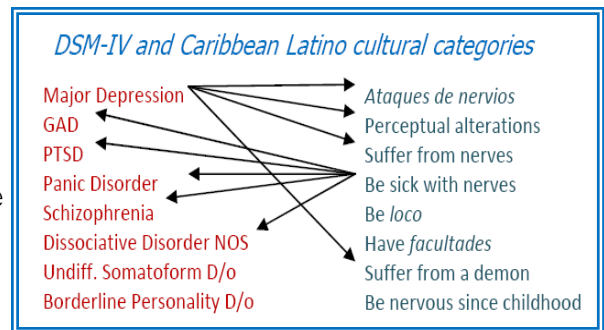 DSM-IV and Caribbean Latino cultural categories
Major Depression
GAD
PTSD
Panic Disorder
Schizophrenia
Dissociative Disorder NOS
Undiff. Somatoform D/o
Borderline Personality D/o
Ataques de nervios
Perceptual alterations
Suffer from nerves
Be sick with nerves
Be loco
Have facultades
Suffer from a demon
Be nervous since childhood
e